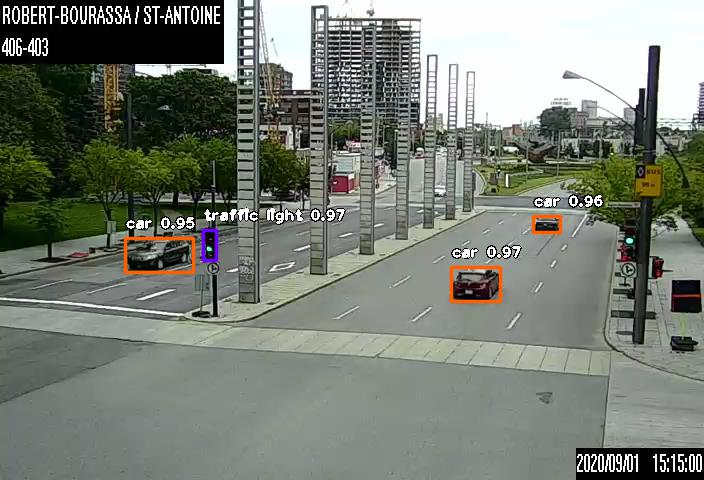 ROBERT-BOURASSA / ST-ANTOINE
406-403
car 0.95
traffic light 0.97
car 0.96
car 0.97
BUS
2020/09/01 15:15:00